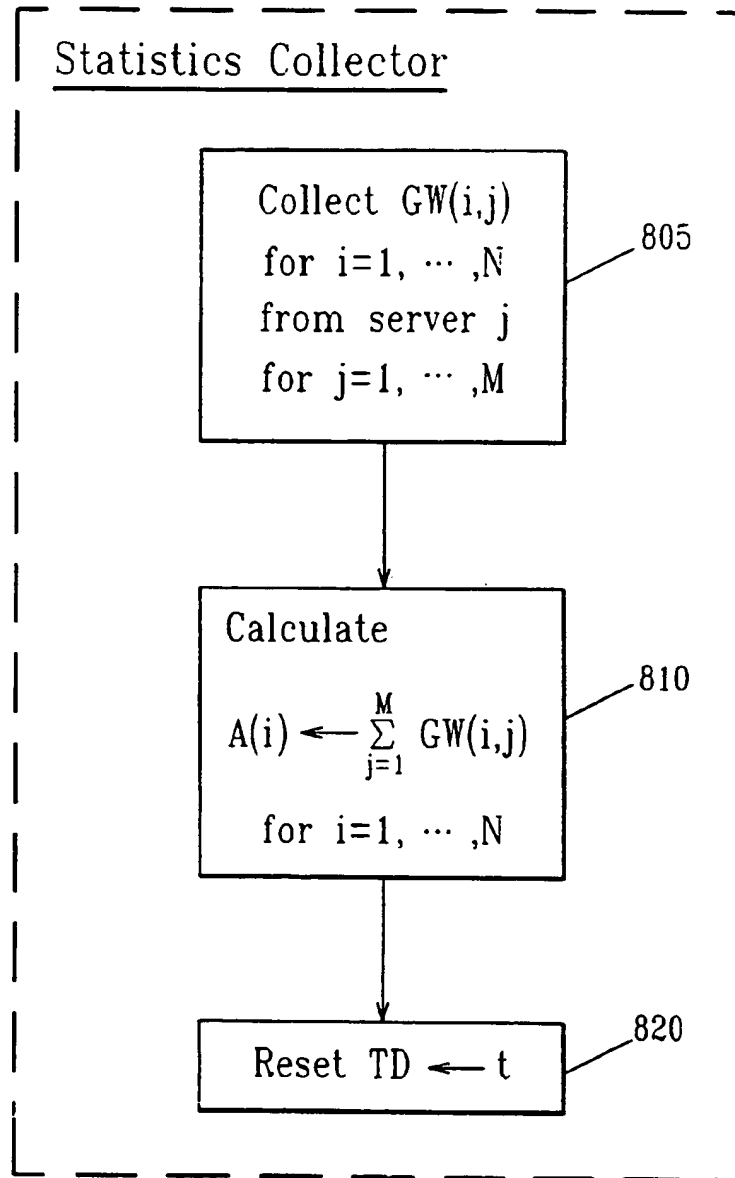 Statistics Collector
Collect GW(i,j)
for i=1, ··· ,N
from server j
for j=1, ··· ,M
805
Calculate
A(i) ← M∑j=1 GW(i,j)
for i=1, ··· ,N
810
Reset TD ← t
820